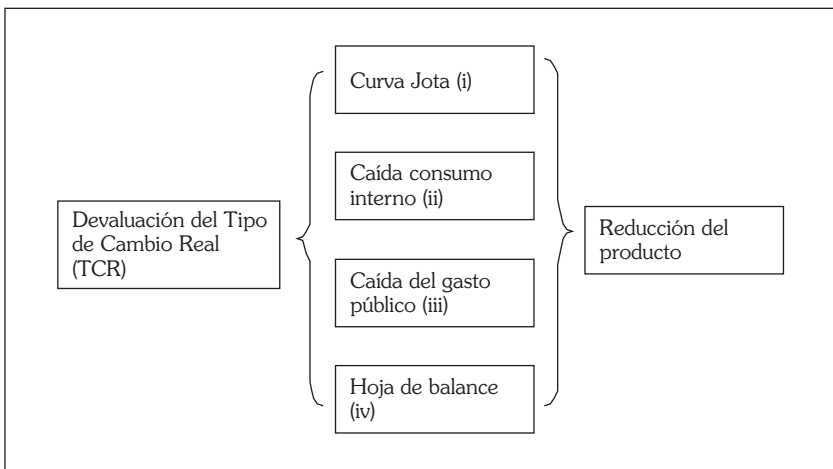 Curva Jota (i)
Caída consumo
interno (ii)
Devaluación del Tipo
de Cambio Real
(TCR)
Reducción del
producto
Caída del gasto
público (iii)
Hoja de balance
(iv)